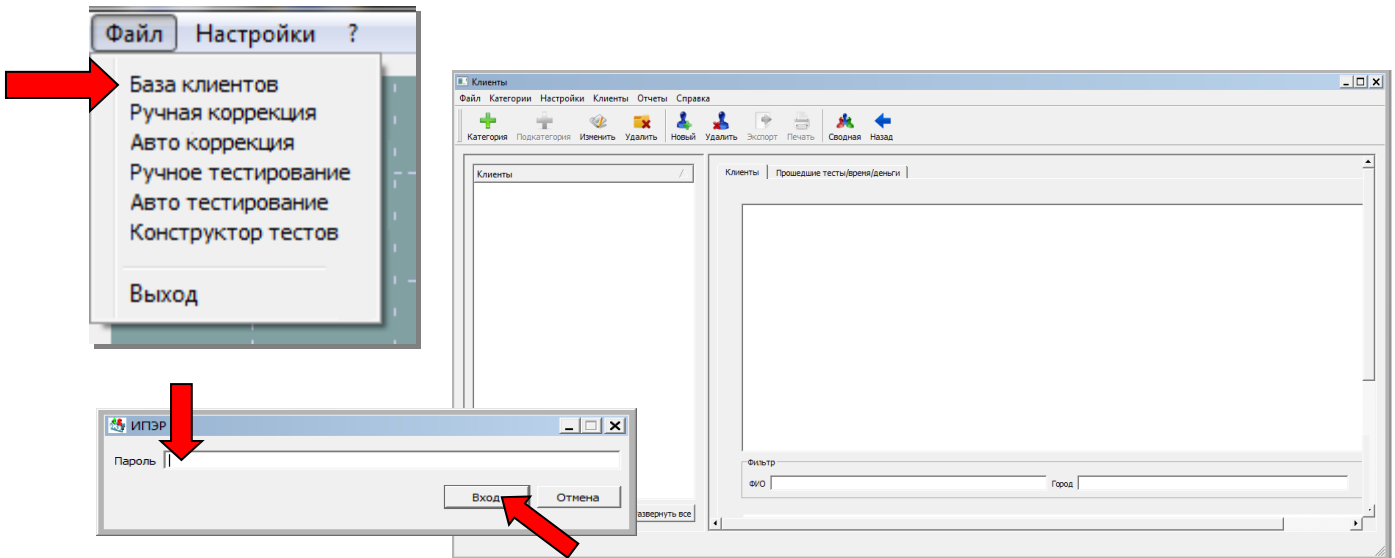 Файл Настройки ?
База клиентов
Ручная коррекция
Авто коррекция
Ручное тестирование
Авто тестирование
Конструктор тестов
Выход
Клиенты
Файл Категории Настройки Клиенты Отчеты Справка
Категория Подкатегория Изменить Удалить Новый Удалить Экспорт Печать Сводная Назад
Клиенты
Клиенты Прошедшие тесты/время/деньги
Фильтр
ФИО Город
все
ИПЭР
Пароль
Вход Отмена